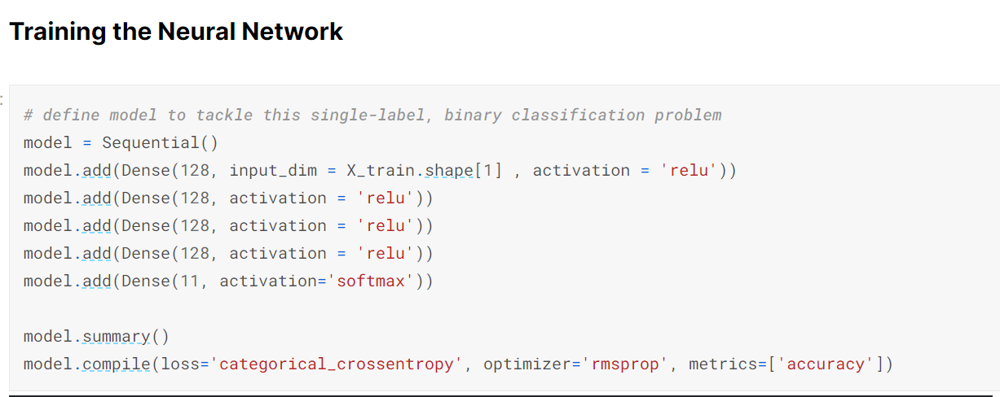 Training the Neural Network
:
# define model to tackle this single-label, binary classification problem
model = Sequential()
model.add(Dense(128, input_dim = X_train.shape[1] , activation = 'relu'))
model.add(Dense(128, activation = 'relu'))
model.add(Dense(128, activation = 'relu'))
model.add(Dense(128, activation = 'relu'))
model.add(Dense(11, activation='softmax'))
model.summary()
model.compile(loss='categorical_crossentropy', optimizer='rmsprop', metrics=['accuracy'])